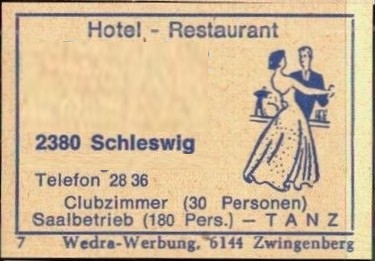 Hotel - Restaurant
2380 Schleswig
Telefon 28 36
Clubzimmer (30 Personen)
Saalbetrieb (180 Pers.) – TANZ
7 Wedra-Werbung, 6144 Zwingenberg